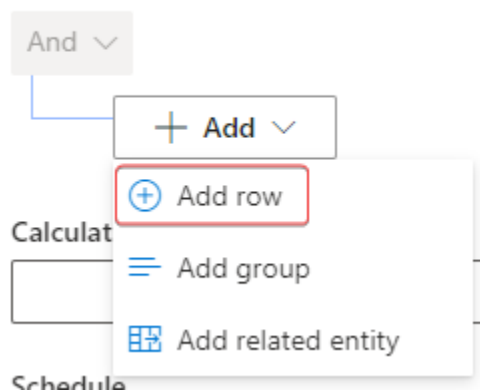 And
Add
Add row
Calculat
Add group
Add related entity
Schedule